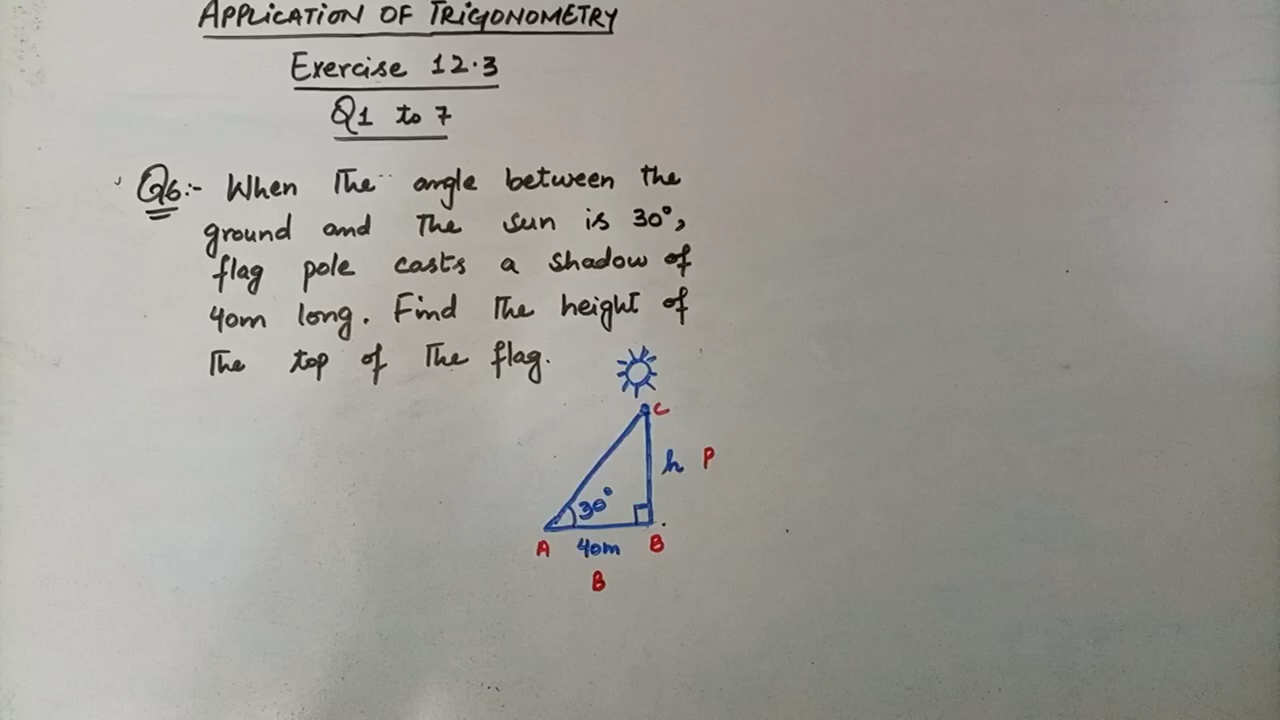 APPLICATION OF TRIGONOMETRY
Exercise 12.3
Q1 to 7
Q6:- When The angle between the
ground and The sun is 30°,
flag pole casts a shadow of
40m long. Find The height of
The top of The flag.
C
h P
30°
A 40m B
B